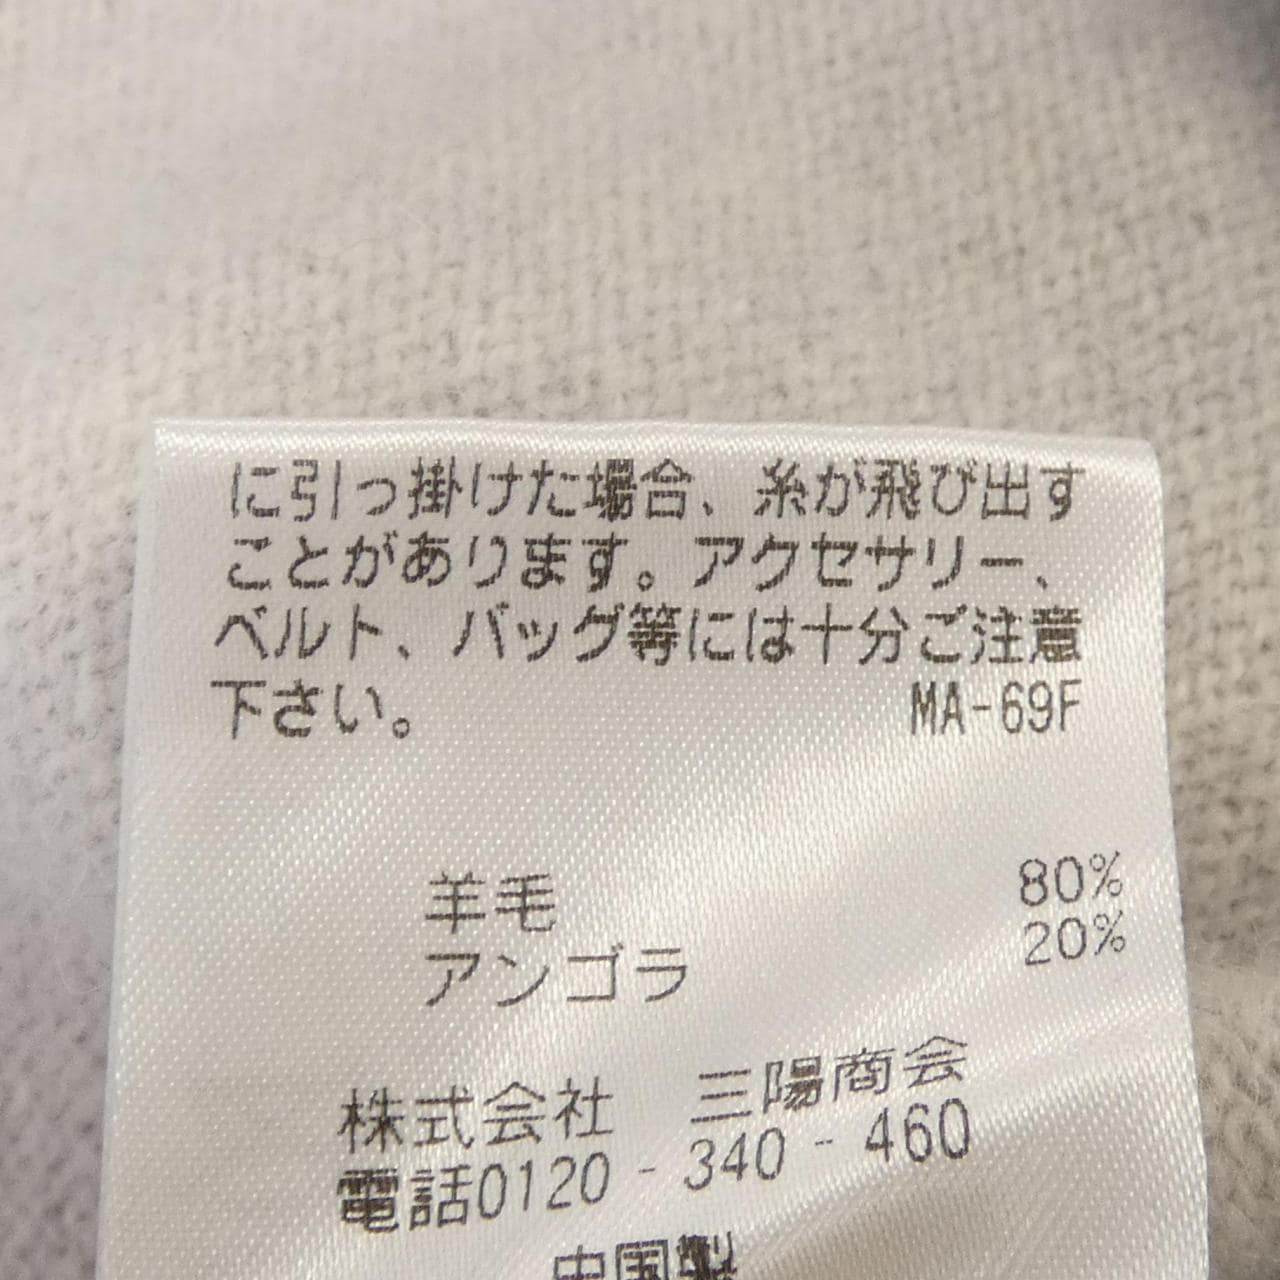 に引っ掛けた場合、糸が飛び出す
ことがあります。アクセサリー、
ベルト、バッグ等には十分ご注意
下さい。 MA-69F
羊毛 80%
アンゴラ 20%
株式会社 三陽商会
電話0120-340-460
中国製